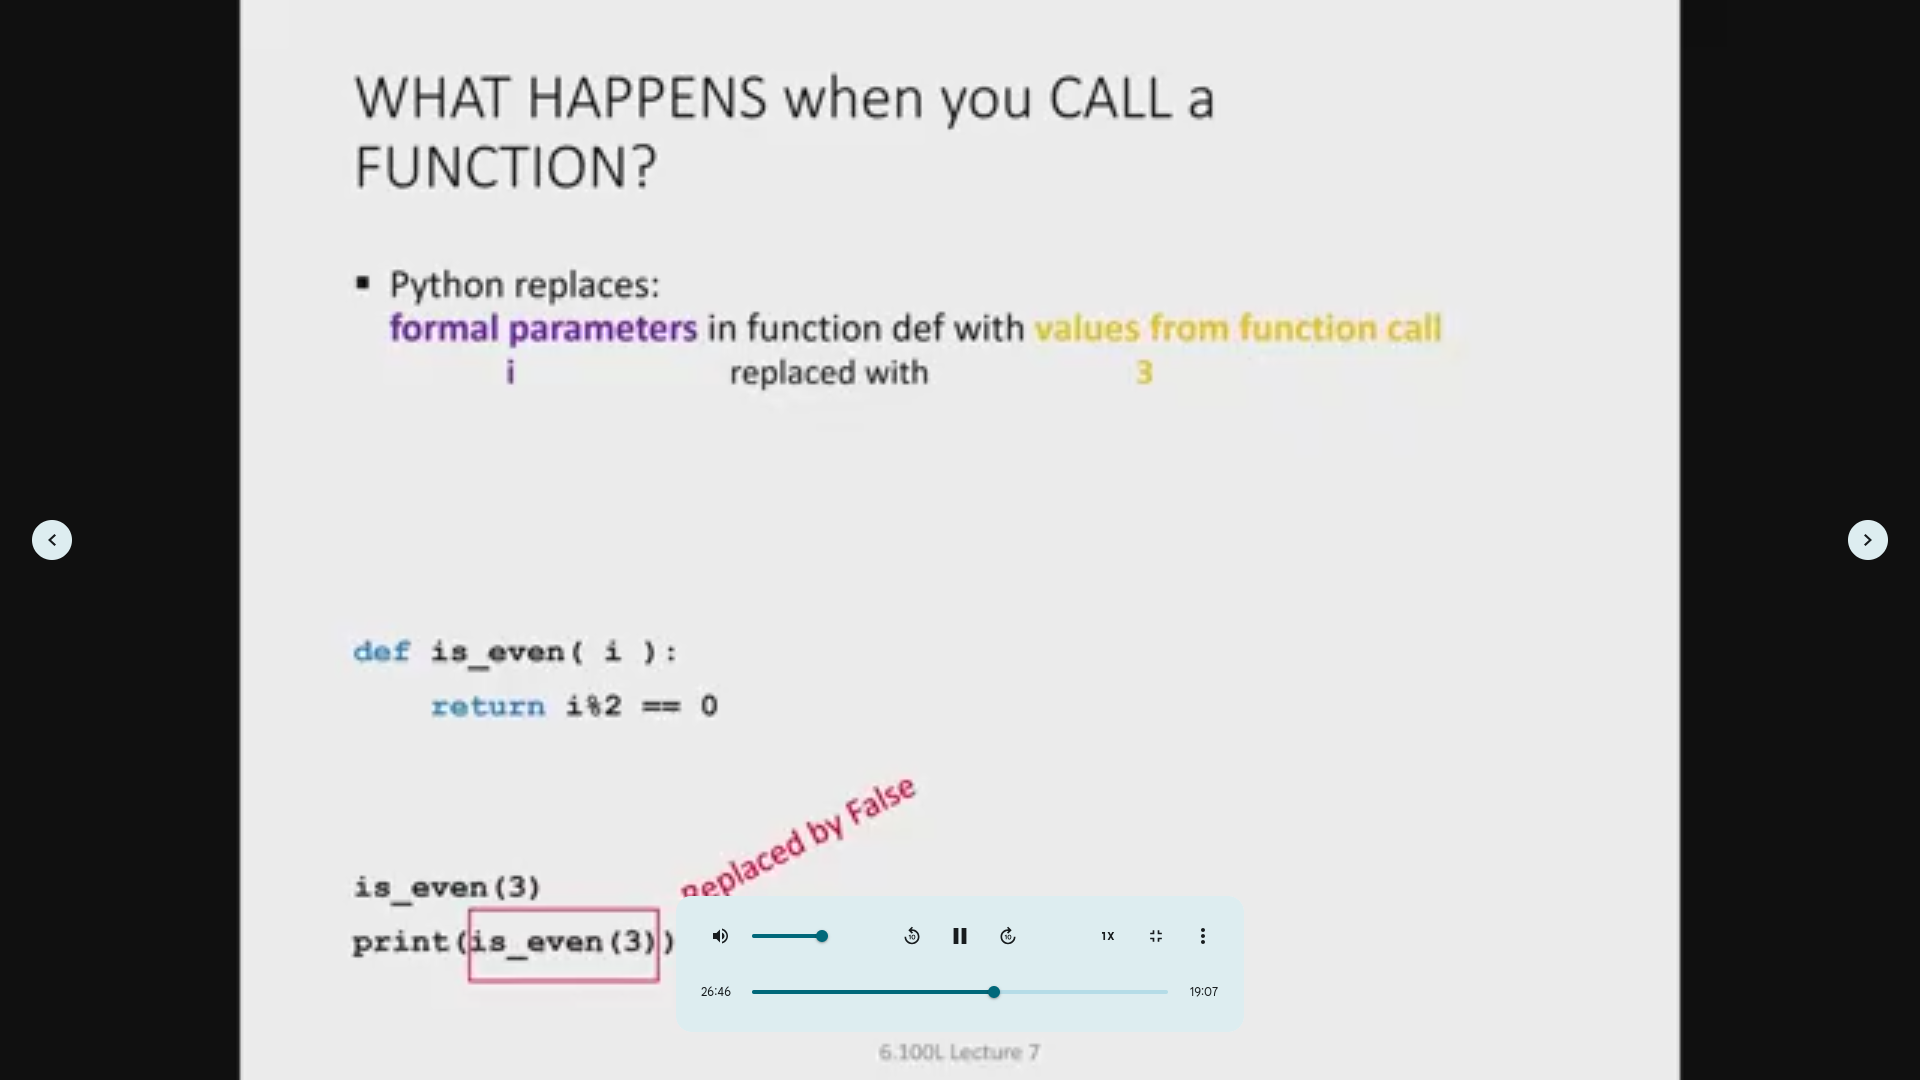 WHAT HAPPENS when you CALL a
FUNCTION?
▪ Python replaces:
formal parameters in function def with values from function call
i replaced with 3
def is_even( i ):
return i%2 == 0
Replaced by False
is_even(3)
print(is_even(3))
10
10
1X
26:46
19:07
6.100L Lecture 7